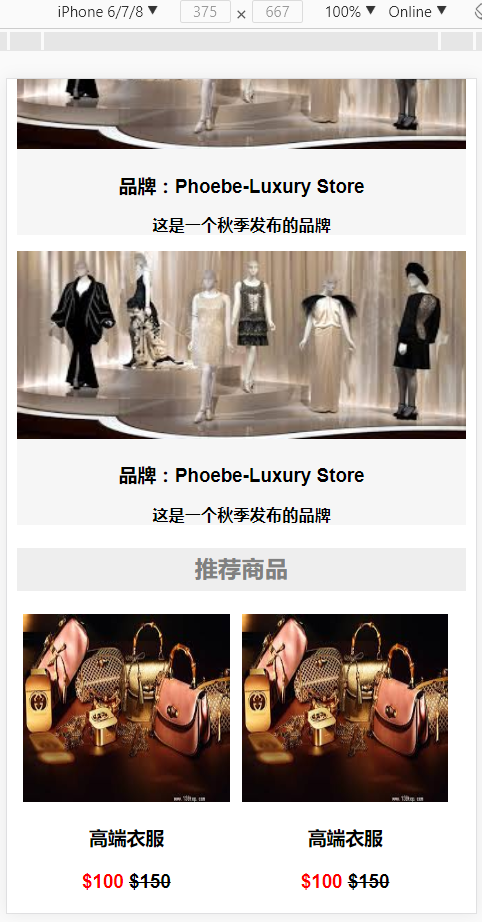 iPhone 6/7/8 ▼ 375 × 667 100% ▼ Online ▼
品牌：Phoebe-Luxury Store
这是一个秋季发布的品牌
品牌：Phoebe-Luxury Store
这是一个秋季发布的品牌
推荐商品
高端衣服 高端衣服
$100 $150 $100 $150